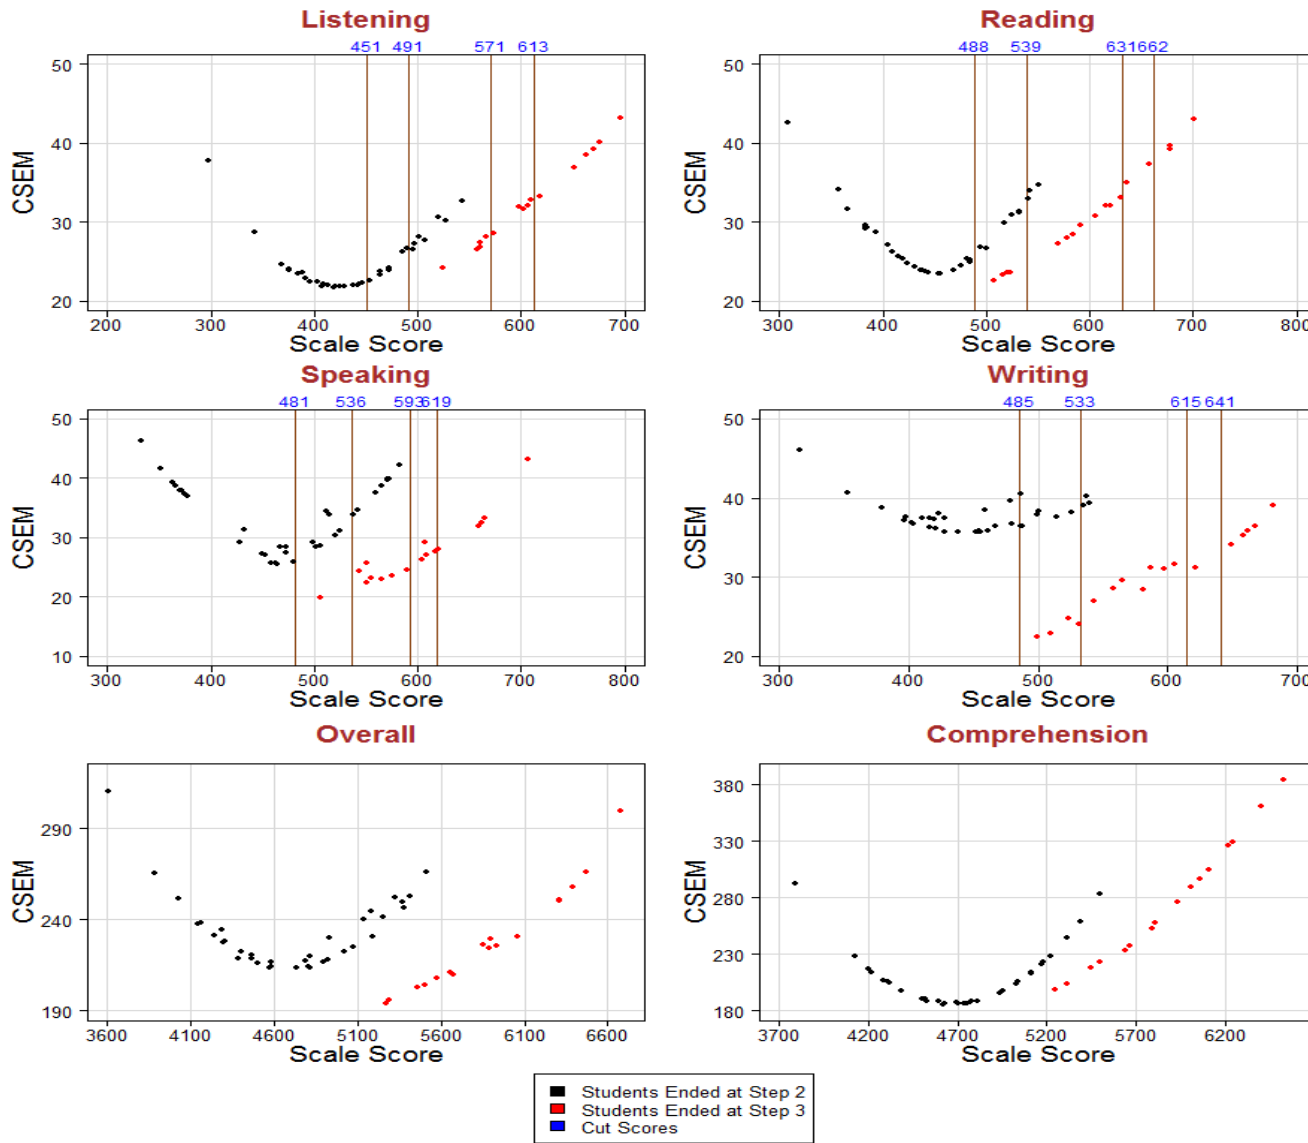 Listening
451 491 571 613
50
40
30
20
CSEM
200 300 400 500 600 700
Scale Score
Reading
488 539 631 662
50
40
30
20
CSEM
300 400 500 600 700 800
Scale Score
Speaking
481 536 593 619
50
40
30
20
10
CSEM
300 400 500 600 700 800
Scale Score
Writing
485 533 615 641
50
40
30
20
CSEM
300 400 500 600 700
Scale Score
Overall
290
240
190
CSEM
3600 4100 4600 5100 5600 6100 6600
Scale Score
Comprehension
380
330
280
230
180
CSEM
3700 4200 4700 5200 5700 6200
Scale Score
Students Ended at Step 2
Students Ended at Step 3
Cut Scores